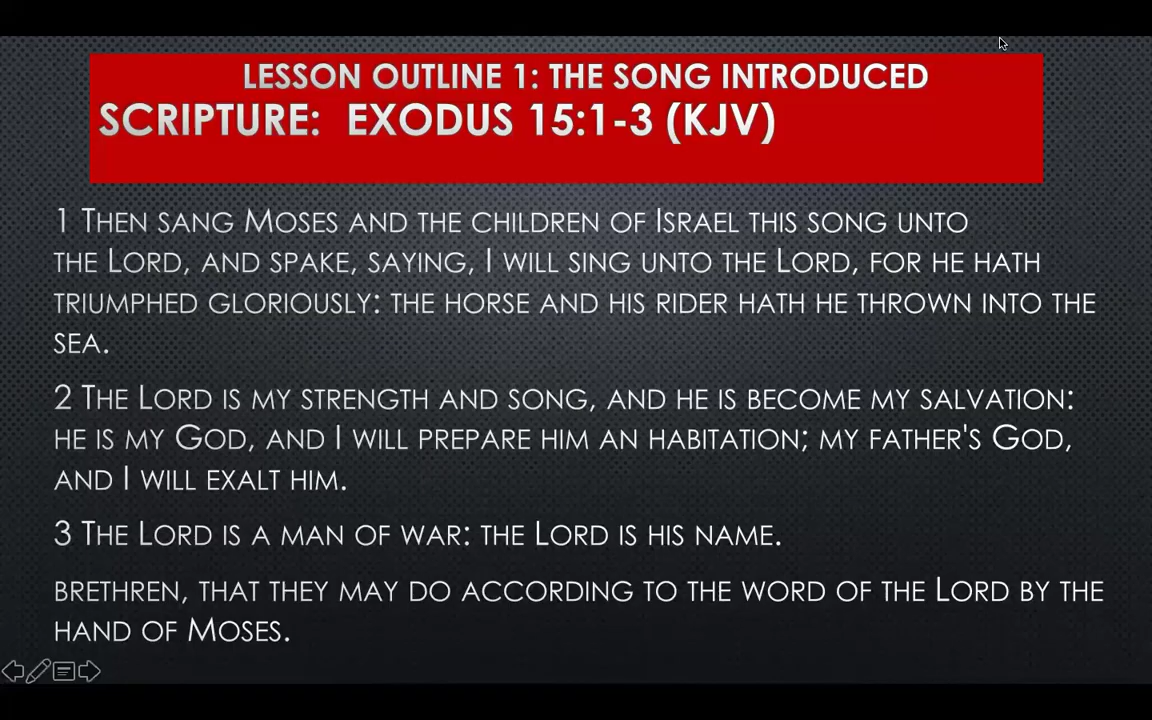 LESSON OUTLINE 1: THE SONG INTRODUCED
SCRIPTURE: EXODUS 15:1-3 (KJV)
1 THEN SANG MOSES AND THE CHILDREN OF ISRAEL THIS SONG UNTO
THE LORD, AND SPAKE, SAYING, I WILL SING UNTO THE LORD, FOR HE HATH
TRIUMPHED GLORIOUSLY: THE HORSE AND HIS RIDER HATH HE THROWN INTO THE
SEA.
2 THE LORD IS MY STRENGTH AND SONG, AND HE IS BECOME MY SALVATION:
HE IS MY GOD, AND I WILL PREPARE HIM AN HABITATION; MY FATHER'S GOD,
AND I WILL EXALT HIM.
3 THE LORD IS A MAN OF WAR: THE LORD IS HIS NAME.
BRETHREN, THAT THEY MAY DO ACCORDING TO THE WORD OF THE LORD BY THE
HAND OF MOSES.